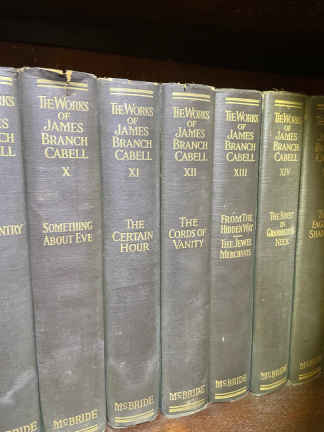 NTRY
THE WORKS
OF
JAMES
BRANCH
CABELL
X
SOMETHING
ABOUT EVE
McBRIDE
THE WORKS
OF
JAMES
BRANCH
CABELL
XI
THE
CERTAIN
HOUR
McBRIDE
THE WORKS
OF
JAMES
BRANCH
CABELL
XII
THE
CORDS OF
VANITY
McBRIDE
THE WORKS
OF
JAMES
BRANCH
CABELL
XIII
FROM THE
HIDDEN WAY
THE JEWEL
MERCHANTS
McBRIDE
THE WORKS
OF
JAMES
BRANCH
CABELL
XIV
THE RIVET
IN
GRANDFATHER'S
NECK
McBRIDE